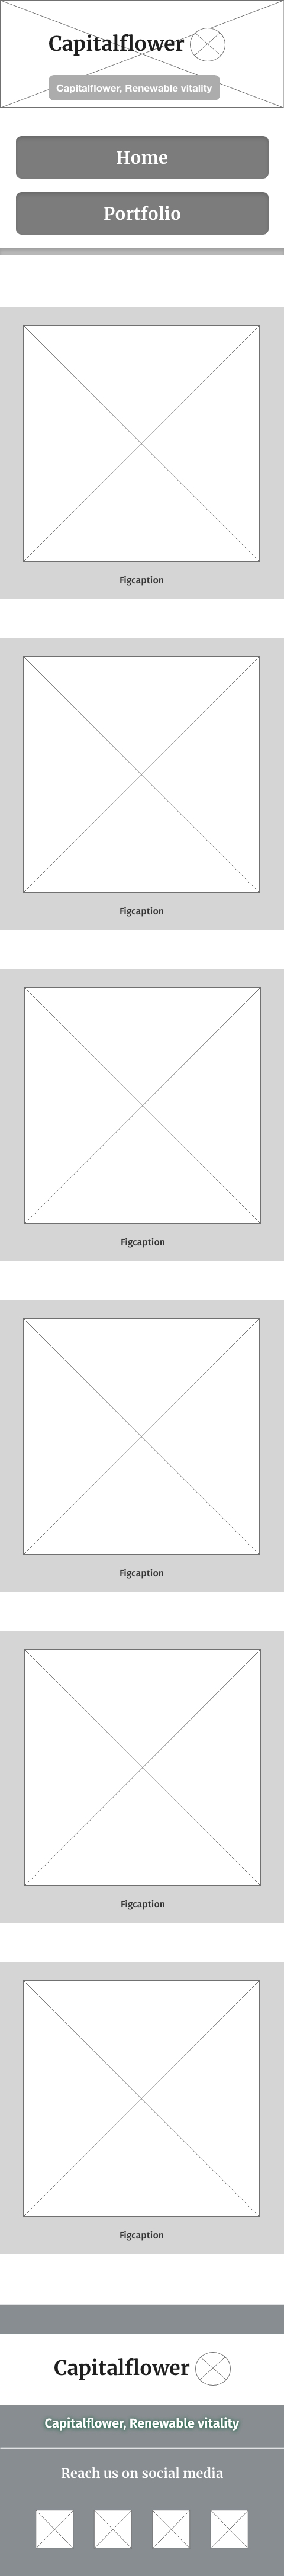 Capitalflower
Capitalflower, Renewable vitality
Home
Portfolio
Figcaption
Figcaption
Figcaption
Figcaption
Figcaption
Figcaption
Capitalflower
Capitalflower, Renewable vitality
Reach us on social media